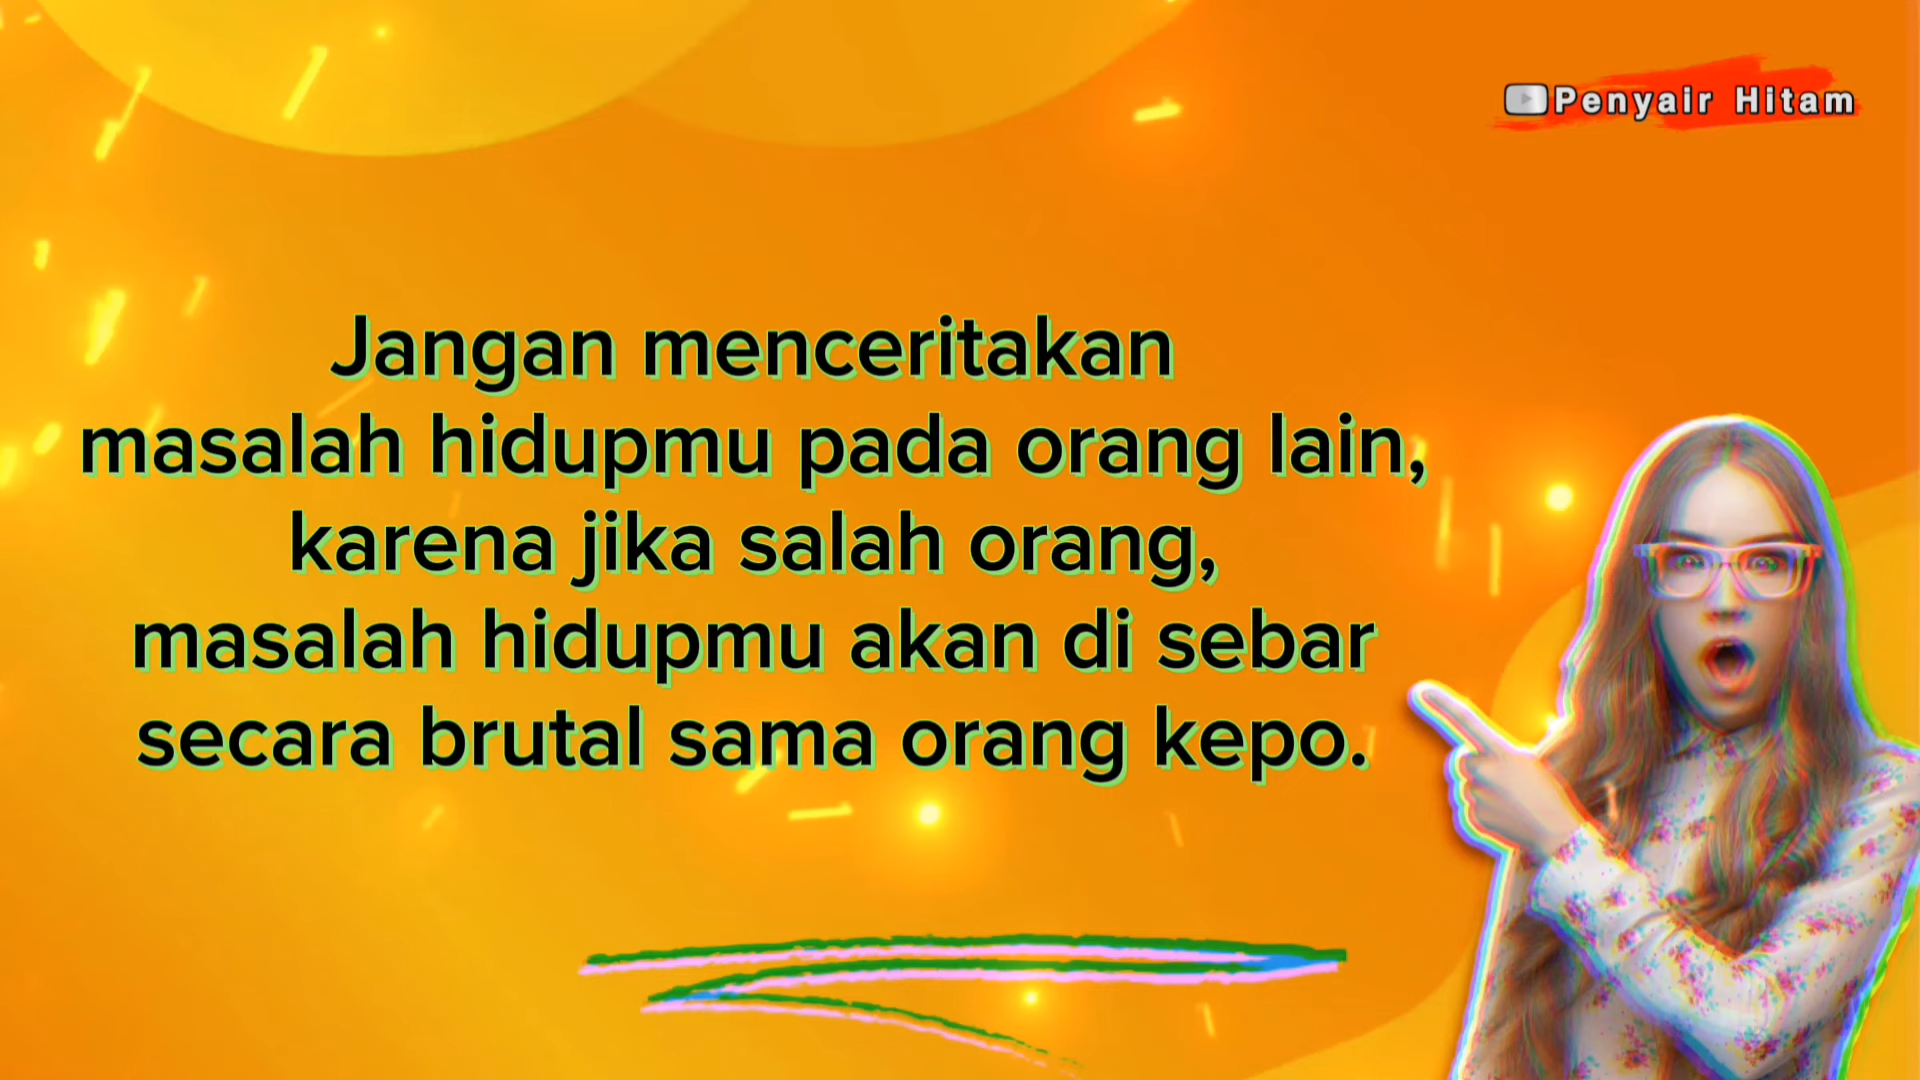 Penyair Hitam
Jangan menceritakan
masalah hidupmu pada orang lain,
karena jika salah orang,
masalah hidupmu akan di sebar
secara brutal sama orang kepo.